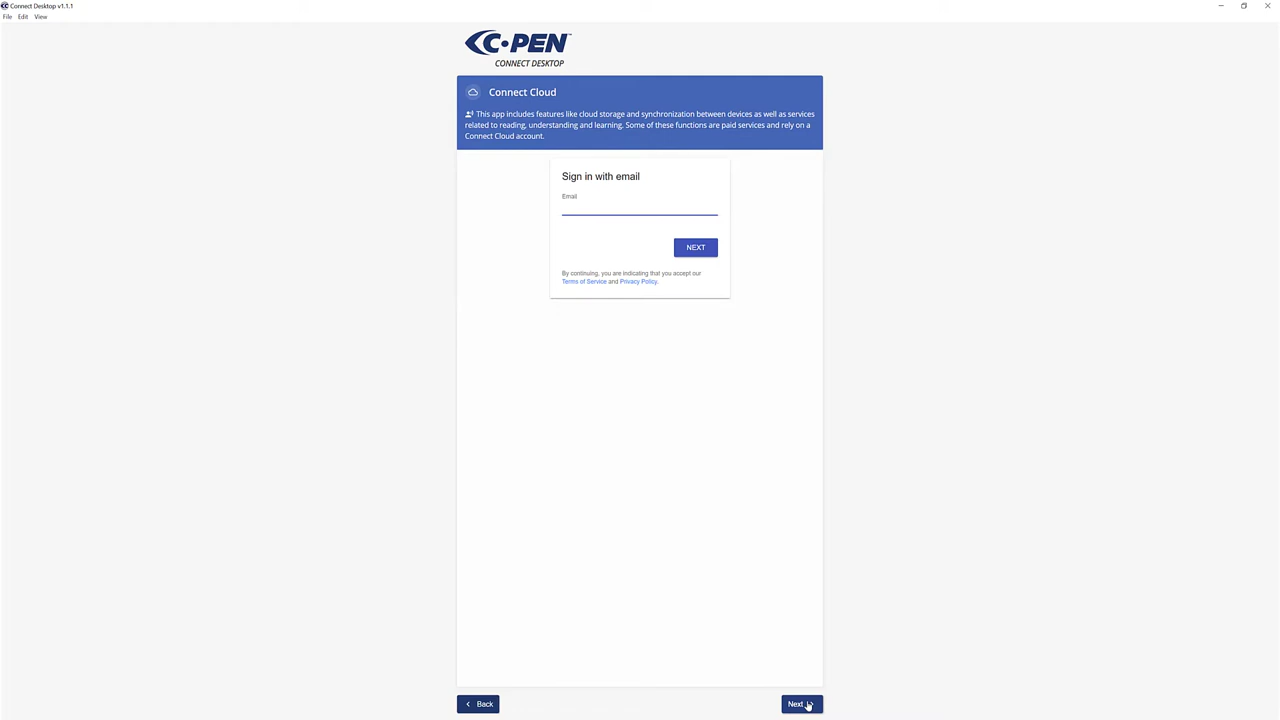 Connect Desktop v1.1.1
File Edit View
C-PEN™
CONNECT DESKTOP
Connect Cloud
This app includes features like cloud storage and synchronization between devices as well as services
related to reading, understanding and learning. Some of these functions are paid services and rely on a
Connect Cloud account.
Sign in with email
Email
NEXT
By continuing, you are indicating that you accept our
Terms of Service and Privacy Policy.
Back
Next